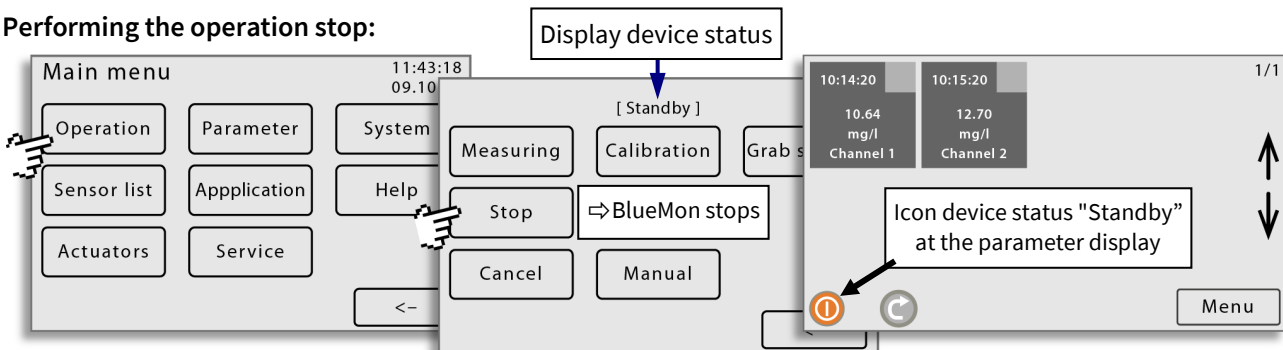 Performing the operation stop:
Display device status
Main menu
11:43:18
09.10
Operation
Parameter
System
Sensor list
Appplication
Help
Actuators
Service
<-
[ Standby ]
Measuring
Calibration
Grab s
Stop
⇨BlueMon stops
Cancel
Manual
1/1
10:14:20
10.64
mg/l
Channel 1
10:15:20
12.70
mg/l
Channel 2
Icon device status "Standby”
at the parameter display
Menu